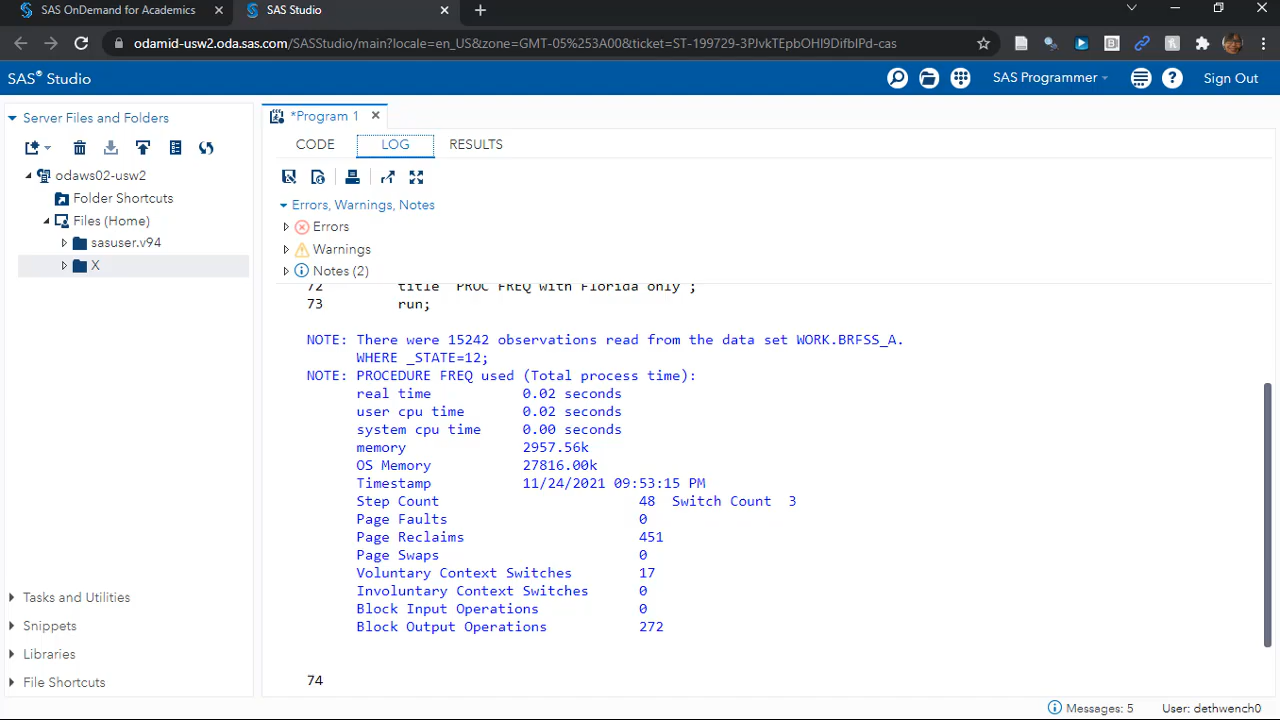 SAS OnDemand for Academics
SAS Studio
odamid-usw2.oda.sas.com/SASStudio/main?locale=en_US&zone=GMT-05%253A00&ticket=ST-199729-3PJvkTEpbOHI9DifbIPd-cas
SAS® Studio
SAS Programmer
Sign Out
Server Files and Folders
odaws02-usw2
Folder Shortcuts
Files (Home)
sasuser.v94
X
Tasks and Utilities
Snippets
Libraries
File Shortcuts
*Program 1
CODE LOG RESULTS
Errors, Warnings, Notes
Errors
Warnings
Notes (2)
72 title "PROC FREQ with Florida only";
73 run;
NOTE: There were 15242 observations read from the data set WORK.BRFSS_A.
WHERE _STATE=12;
NOTE: PROCEDURE FREQ used (Total process time):
real time 0.02 seconds
user cpu time 0.02 seconds
system cpu time 0.00 seconds
memory 2957.56k
OS Memory 27816.00k
Timestamp 11/24/2021 09:53:15 PM
Step Count 48 Switch Count 3
Page Faults 0
Page Reclaims 451
Page Swaps 0
Voluntary Context Switches 17
Involuntary Context Switches 0
Block Input Operations 0
Block Output Operations 272
74
Messages: 5
User: dethwench0